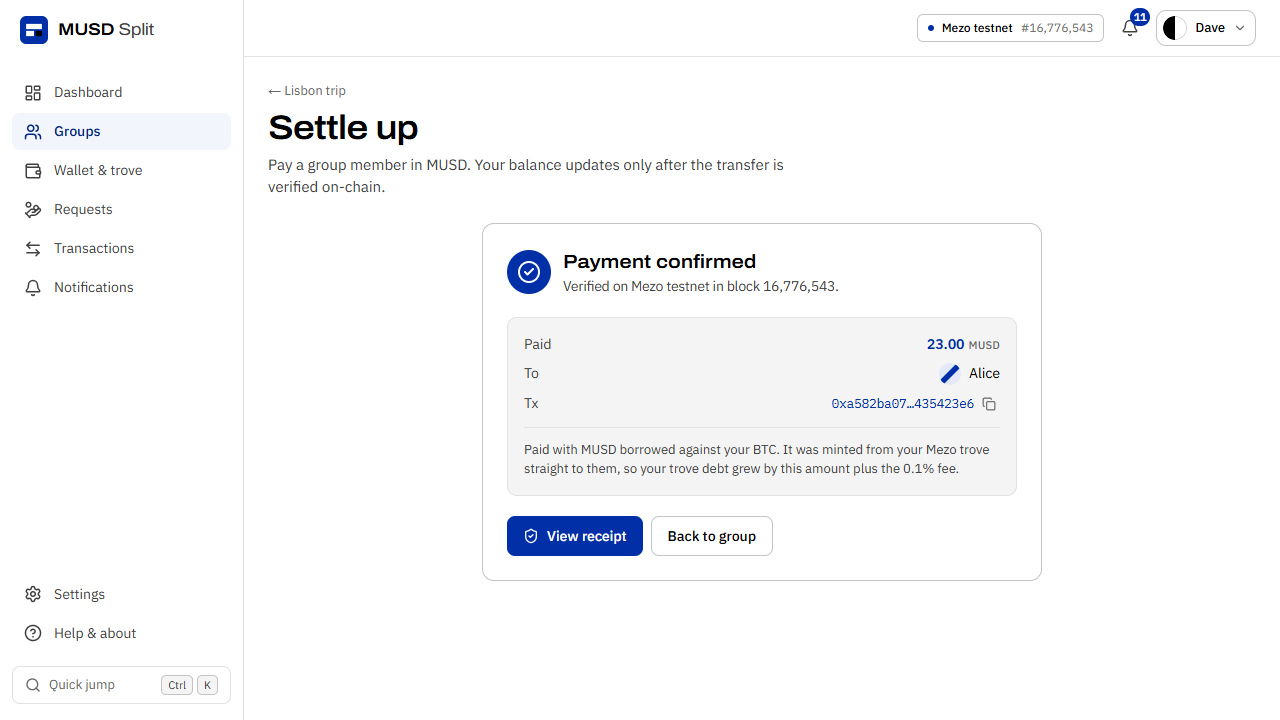 MUSD Split
Mezo testnet #16,776,543
11
Dave
Dashboard
Groups
Wallet & trove
Requests
Transactions
Notifications
Settings
Help & about
Quick jump Ctrl K
← Lisbon trip
Settle up
Pay a group member in MUSD. Your balance updates only after the transfer is
verified on-chain.
Payment confirmed
Verified on Mezo testnet in block 16,776,543.
Paid 23.00 MUSD
To Alice
Tx 0xa582ba07…435423e6
Paid with MUSD borrowed against your BTC. It was minted from your Mezo trove
straight to them, so your trove debt grew by this amount plus the 0.1% fee.
View receipt
Back to group